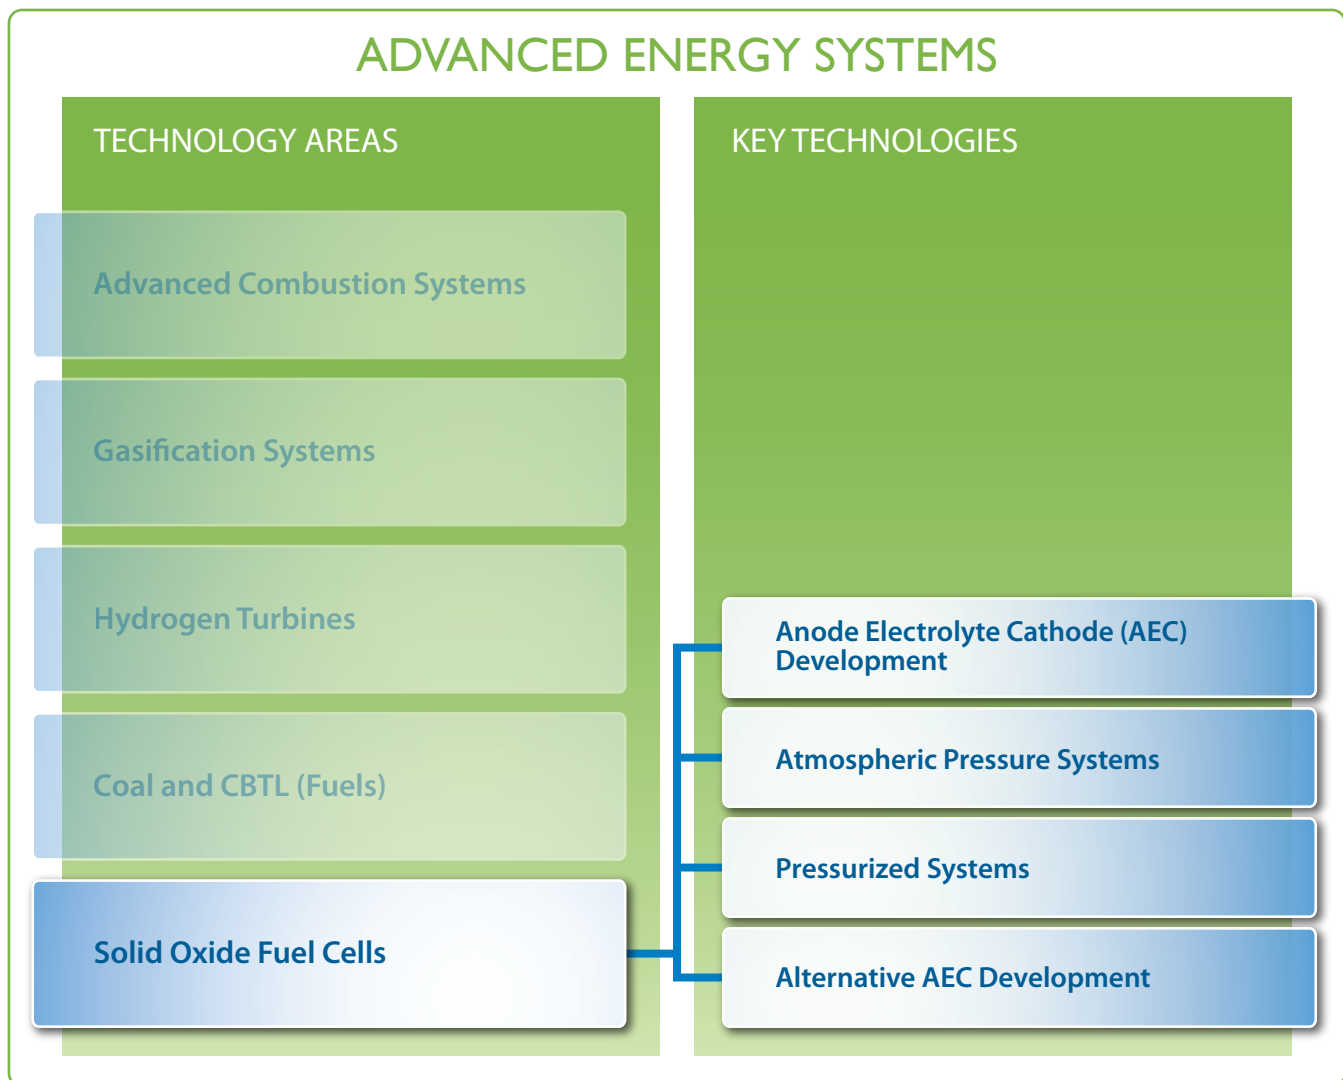 ADVANCED ENERGY SYSTEMS
TECHNOLOGY AREAS
Advanced Combustion Systems
Gasification Systems
Hydrogen Turbines
Coal and CBTL (Fuels)
Solid Oxide Fuel Cells
KEY TECHNOLOGIES
Anode Electrolyte Cathode (AEC)
Development
Atmospheric Pressure Systems
Pressurized Systems
Alternative AEC Development